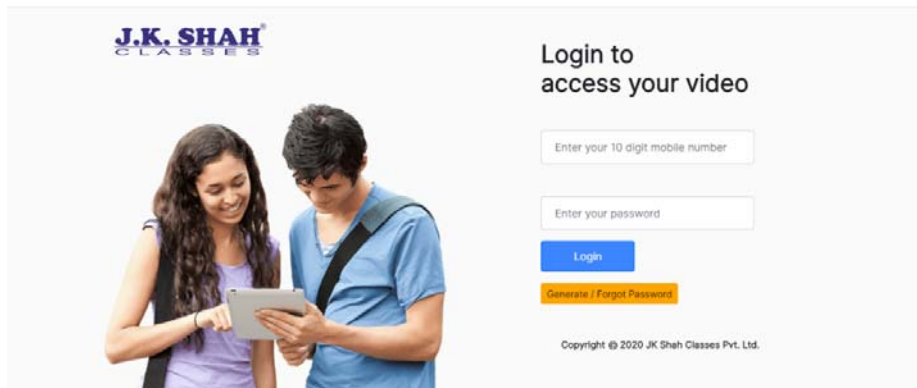 J.K. SHAH®
CLASSES
Login to
access your video
Enter your 10 digit mobile number
Enter your password
Login
Generate / Forgot Password
Copyright © 2020 JK Shah Classes Pvt. Ltd.